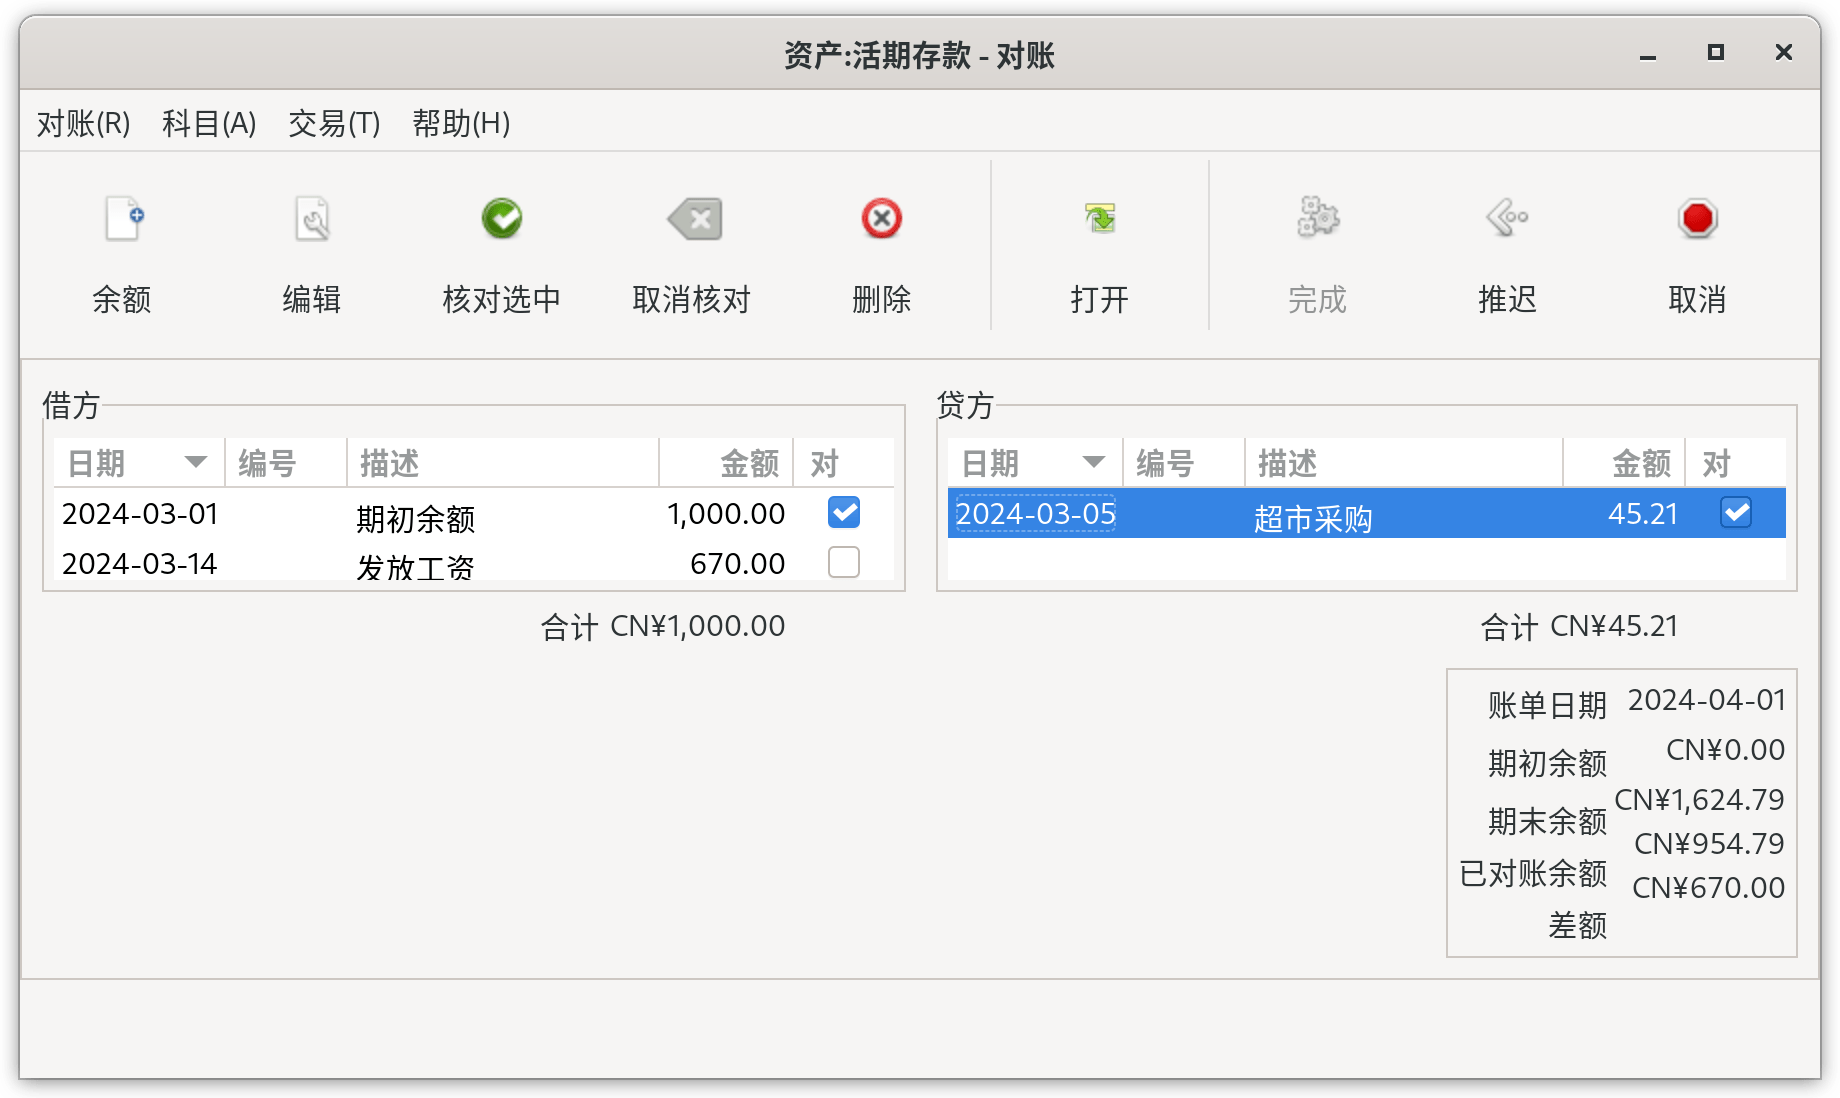 资产:活期存款 - 对账
对账(R) 科目(A) 交易(T) 帮助(H)
余额 编辑 核对选中 取消核对 删除 打开 完成 推迟 取消
借方
日期 编号 描述 金额 对
2024-03-01 期初余额 1,000.00
2024-03-14 发放工资 670.00
合计 CN¥1,000.00
贷方
日期 编号 描述 金额 对
2024-03-05 超市采购 45.21
合计 CN¥45.21
账单日期 2024-04-01
期初余额 CN¥0.00
期末余额 CN¥1,624.79
已对账余额 CN¥954.79
差额 CN¥670.00